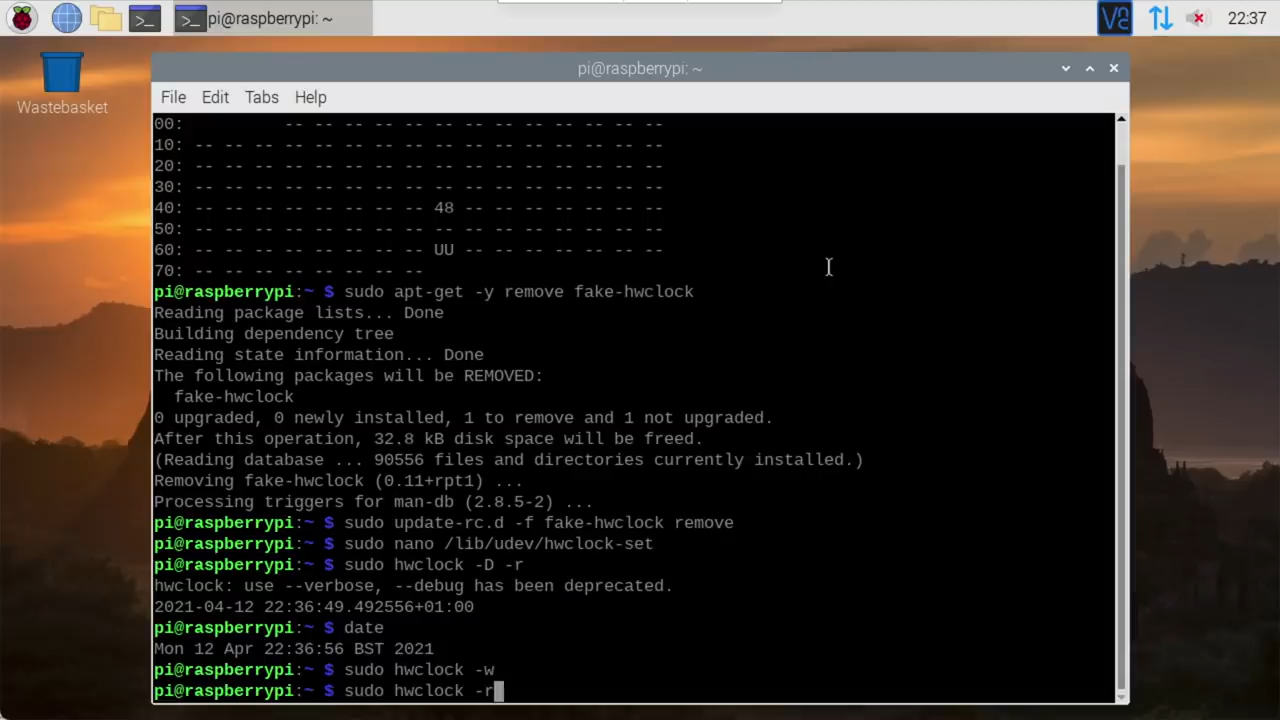 pi@raspberrypi: ~
22:37
Wastebasket
pi@raspberrypi: ~
File Edit Tabs Help
00:          -- -- -- -- -- -- -- -- -- -- -- -- --
10: -- -- -- -- -- -- -- -- -- -- -- -- -- -- -- --
20: -- -- -- -- -- -- -- -- -- -- -- -- -- -- -- --
30: -- -- -- -- -- -- -- -- -- -- -- -- -- -- -- --
40: -- -- -- -- -- -- -- -- 48 -- -- -- -- -- -- --
50: -- -- -- -- -- -- -- -- -- -- -- -- -- -- -- --
60: -- -- -- -- -- -- -- -- UU -- -- -- -- -- -- --
70: -- -- -- -- -- -- -- --
pi@raspberrypi:~ $ sudo apt-get -y remove fake-hwclock
Reading package lists... Done
Building dependency tree
Reading state information... Done
The following packages will be REMOVED:
  fake-hwclock
0 upgraded, 0 newly installed, 1 to remove and 1 not upgraded.
After this operation, 32.8 kB disk space will be freed.
(Reading database ... 90556 files and directories currently installed.)
Removing fake-hwclock (0.11+rpt1) ...
Processing triggers for man-db (2.8.5-2) ...
pi@raspberrypi:~ $ sudo update-rc.d -f fake-hwclock remove
pi@raspberrypi:~ $ sudo nano /lib/udev/hwclock-set
pi@raspberrypi:~ $ sudo hwclock -D -r
hwclock: use --verbose, --debug has been deprecated.
2021-04-12 22:36:49.492556+01:00
pi@raspberrypi:~ $ date
Mon 12 Apr 22:36:56 BST 2021
pi@raspberrypi:~ $ sudo hwclock -w
pi@raspberrypi:~ $ sudo hwclock -r